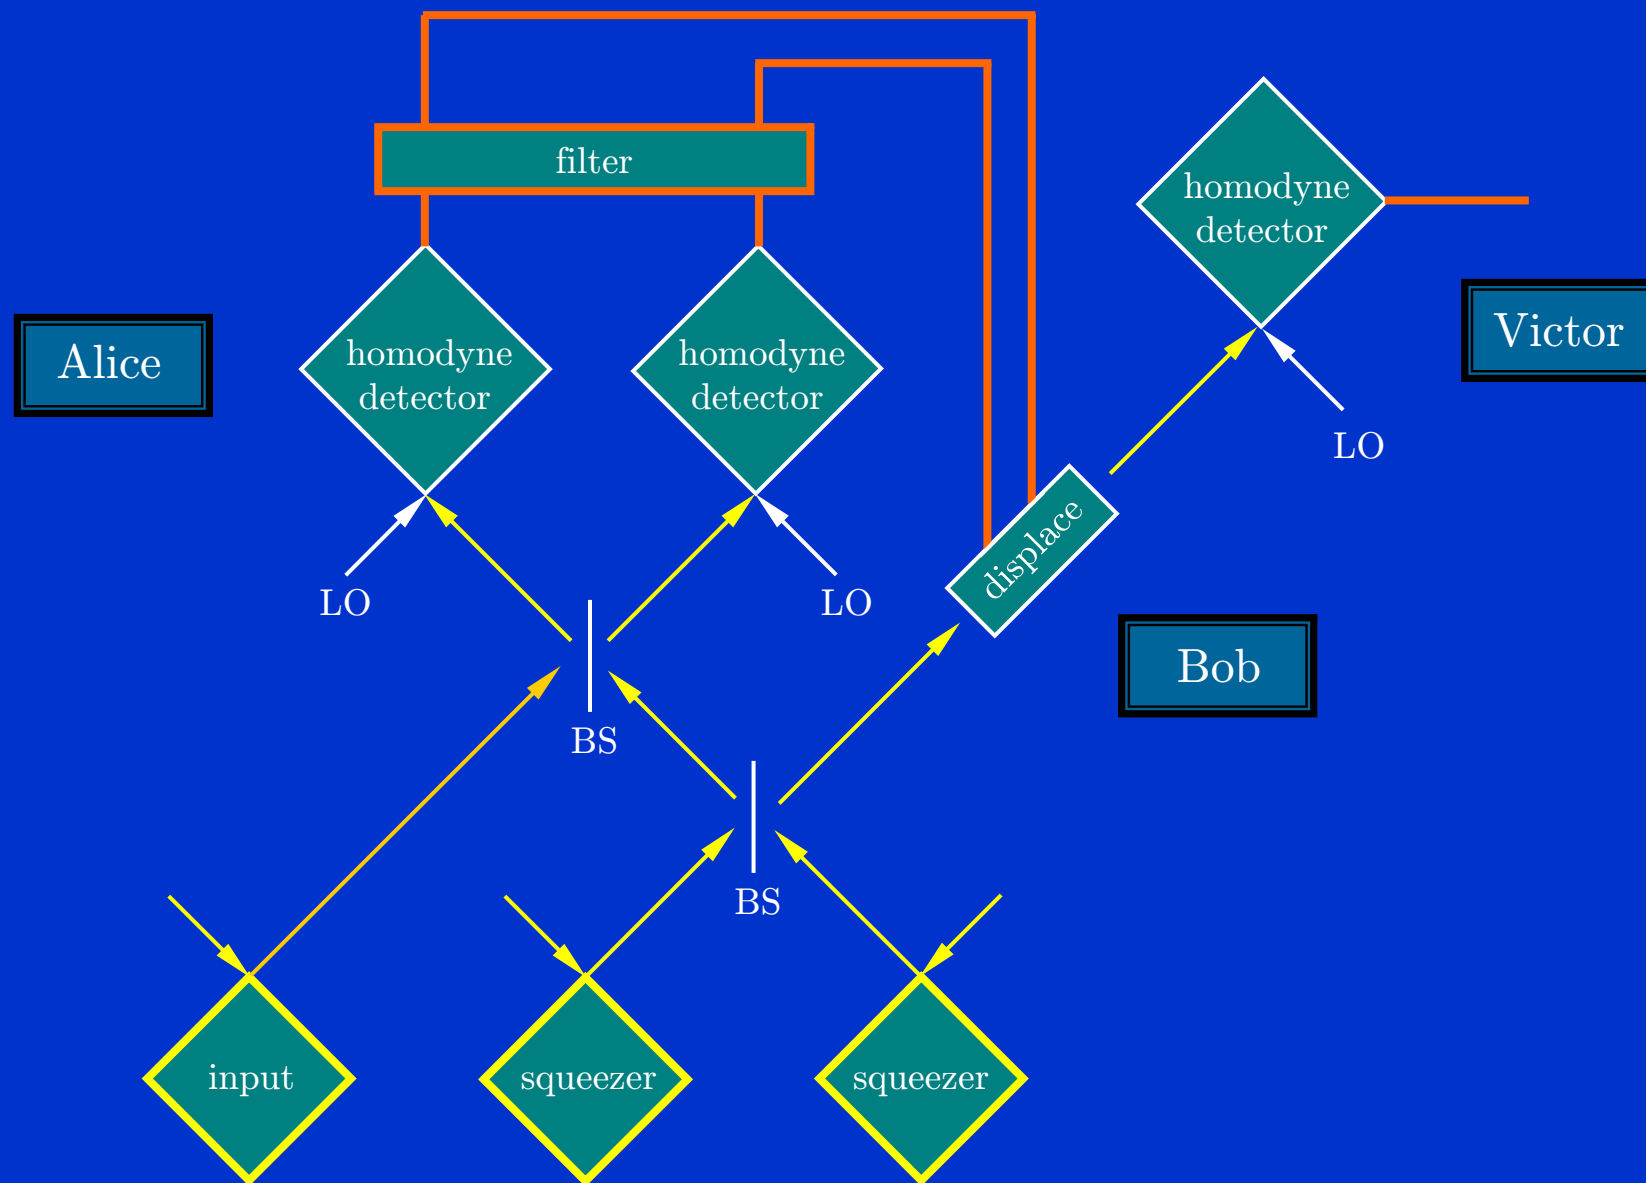 filter
homodyne
detector
Victor
Alice
homodyne
detector
homodyne
detector
LO
displace
LO
LO
Bob
BS
BS
input
squeezer
squeezer